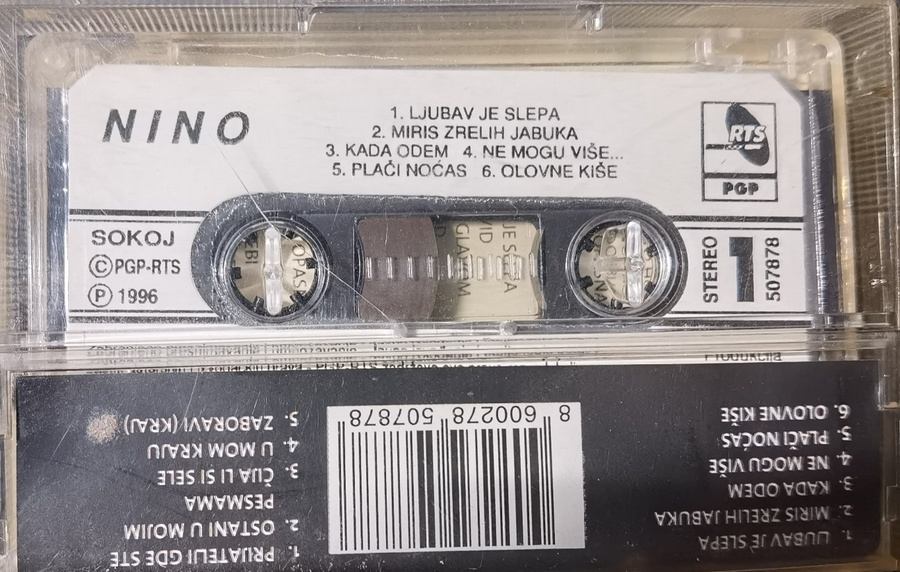 NINO
1. LJUBAV JE SLEPA
2. MIRIS ZRELIH JABUKA
3. KADA ODEM 4. NE MOGU VIŠE...
5. PLAČI NOĆAS 6. OLOVNE KIŠE
RTS
PGP
SOKOJ
© PGP-RTS
Ⓟ 1996
STEREO
1
507878
1. LJUBAV JE SLEPA
2. MIRIS ZRELIH JABUKA
3. KADA ODEM
4. NE MOGU VIŠE
5. PLAČI NOĆAS
6. OLOVNE KIŠE
8 600278 507878
1. PRIJATELJI GDE STE
2. OSTANI U MOJIM
PESMAMA
3. ČIJA LI SI SELE
4. U MOM KRAJU
5. ZABORAVI (KRAJ)